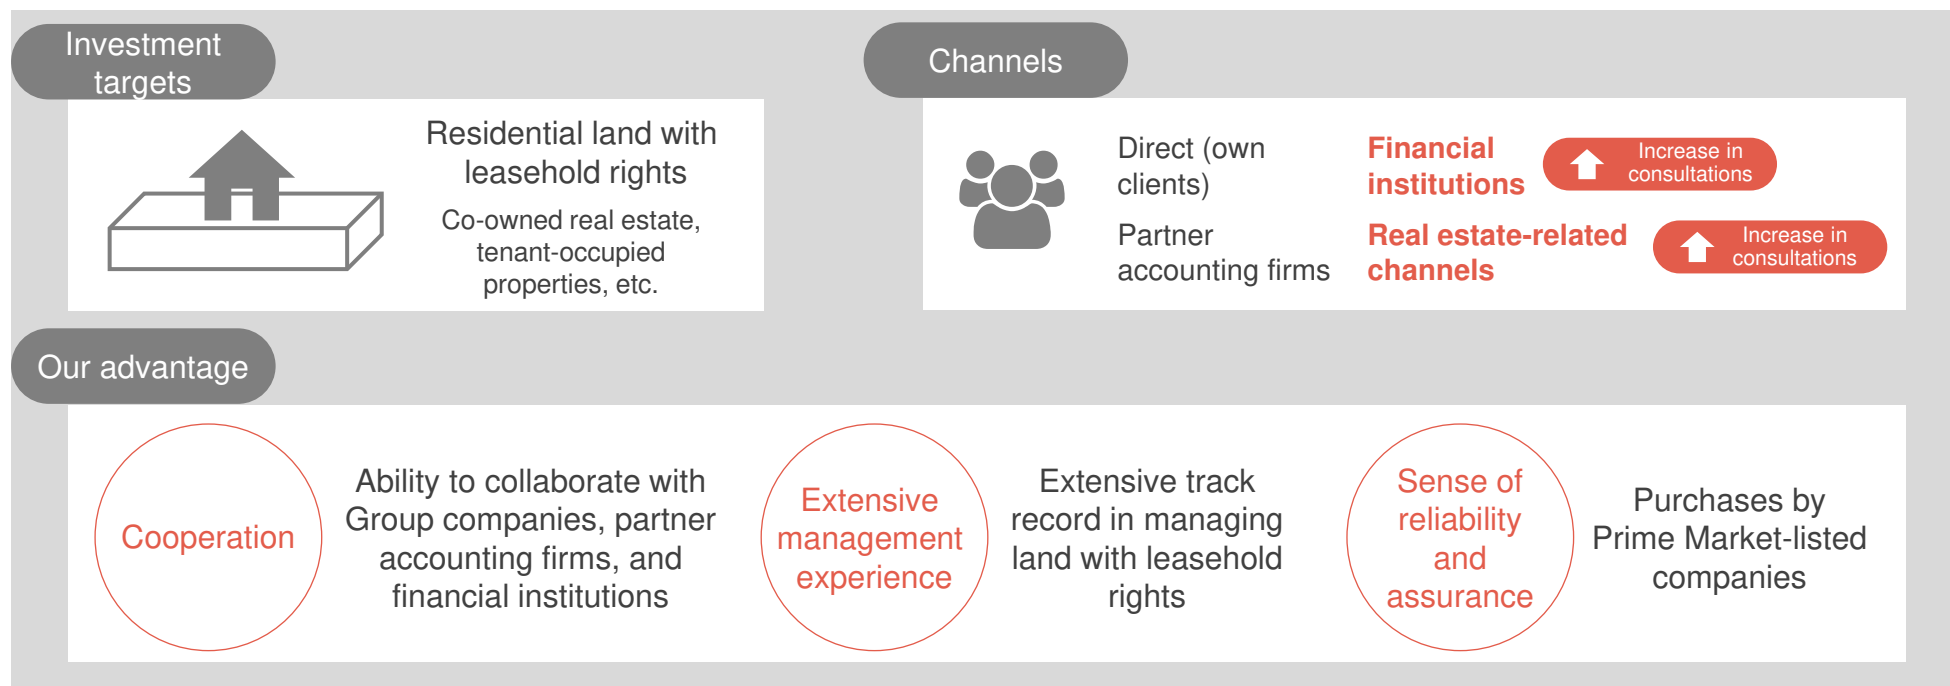 Investment
targets
Residential land with
leasehold rights
Co-owned real estate,
tenant-occupied
properties, etc.
Channels
Direct (own
clients)
Partner
accounting firms
Financial
institutions
Increase in
consultations
Real estate-related
channels
Increase in
consultations
Our advantage
Cooperation
Ability to collaborate with
Group companies, partner
accounting firms, and
financial institutions
Extensive
management
experience
Extensive track
record in managing
land with leasehold
rights
Sense of
reliability
and
assurance
Purchases by
Prime Market-listed
companies